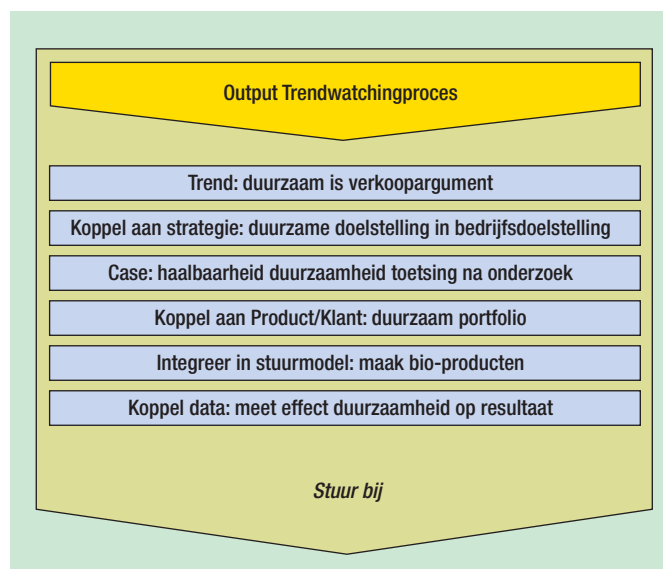 Output Trendwatchingproces
Trend: duurzaam is verkoopargument
Koppel aan strategie: duurzame doelstelling in bedrijfsdoelstelling
Case: haalbaarheid duurzaamheid toetsing na onderzoek
Koppel aan Product/Klant: duurzaam portfolio
Integreer in stuurmodel: maak bio-producten
Koppel data: meet effect duurzaamheid op resultaat
Stuur bij